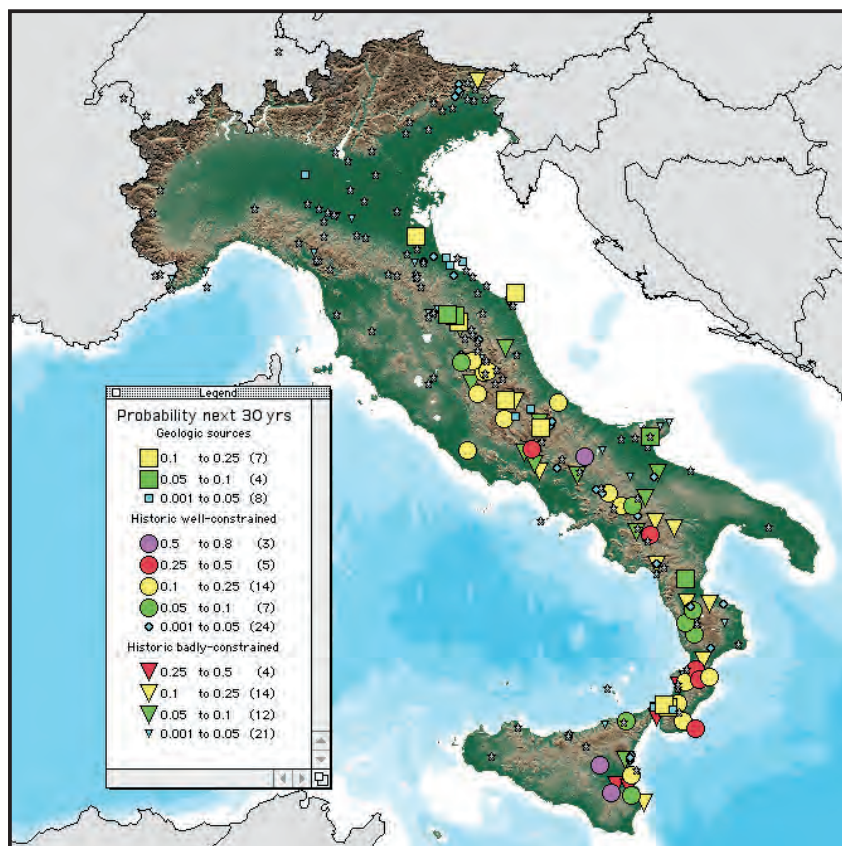 Legend
Probability next 30 yrs
Geologic sources
0.1 to 0.25 (7)
0.05 to 0.1 (4)
0.001 to 0.05 (8)
Historic well-constrained
0.5 to 0.8 (3)
0.25 to 0.5 (5)
0.1 to 0.25 (14)
0.05 to 0.1 (7)
0.001 to 0.05 (24)
Historic badly-constrained
0.25 to 0.5 (4)
0.1 to 0.25 (14)
0.05 to 0.1 (12)
0.001 to 0.05 (21)